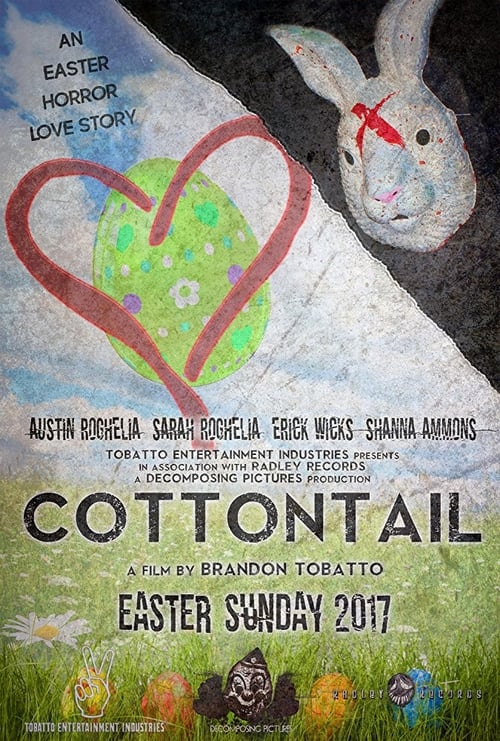 AN
EASTER
HORROR
LOVE STORY
AUSTIN ROGHELIA SARAH ROGHELIA ERICK WICKS SHANNA AMMONS
TOBATTO ENTERTAINMENT INDUSTRIES PRESENTS
IN ASSOCIATION WITH RADLEY RECORDS
A DECOMPOSING PICTURES PRODUCTION
COTTONTAIL
A FILM BY BRANDON TOBATTO
EASTER SUNDAY 2017
TOBATTO ENTERTAINMENT INDUSTRIES
DECOMPOSING PICTURES
RADLEY RECORDS